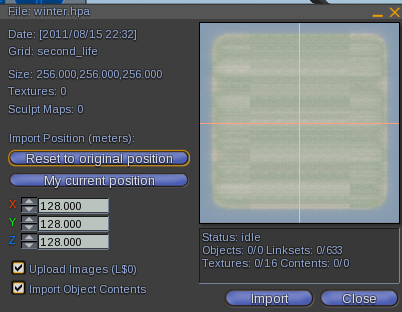 File: winter.hpa
Date: [2011/08/15 22:32]
Grid: second_life
Size: 256.000,256.000,256.000
Textures: 0
Sculpt Maps: 0
Import Position (meters):
Reset to original position
My current position
X 128.000
Y 128.000
Z 128.000
Upload Images (L$0)
Import Object Contents
Status: idle
Objects: 0/0 Linksets: 0/633
Textures: 0/16 Contents: 0/0
Import
Close